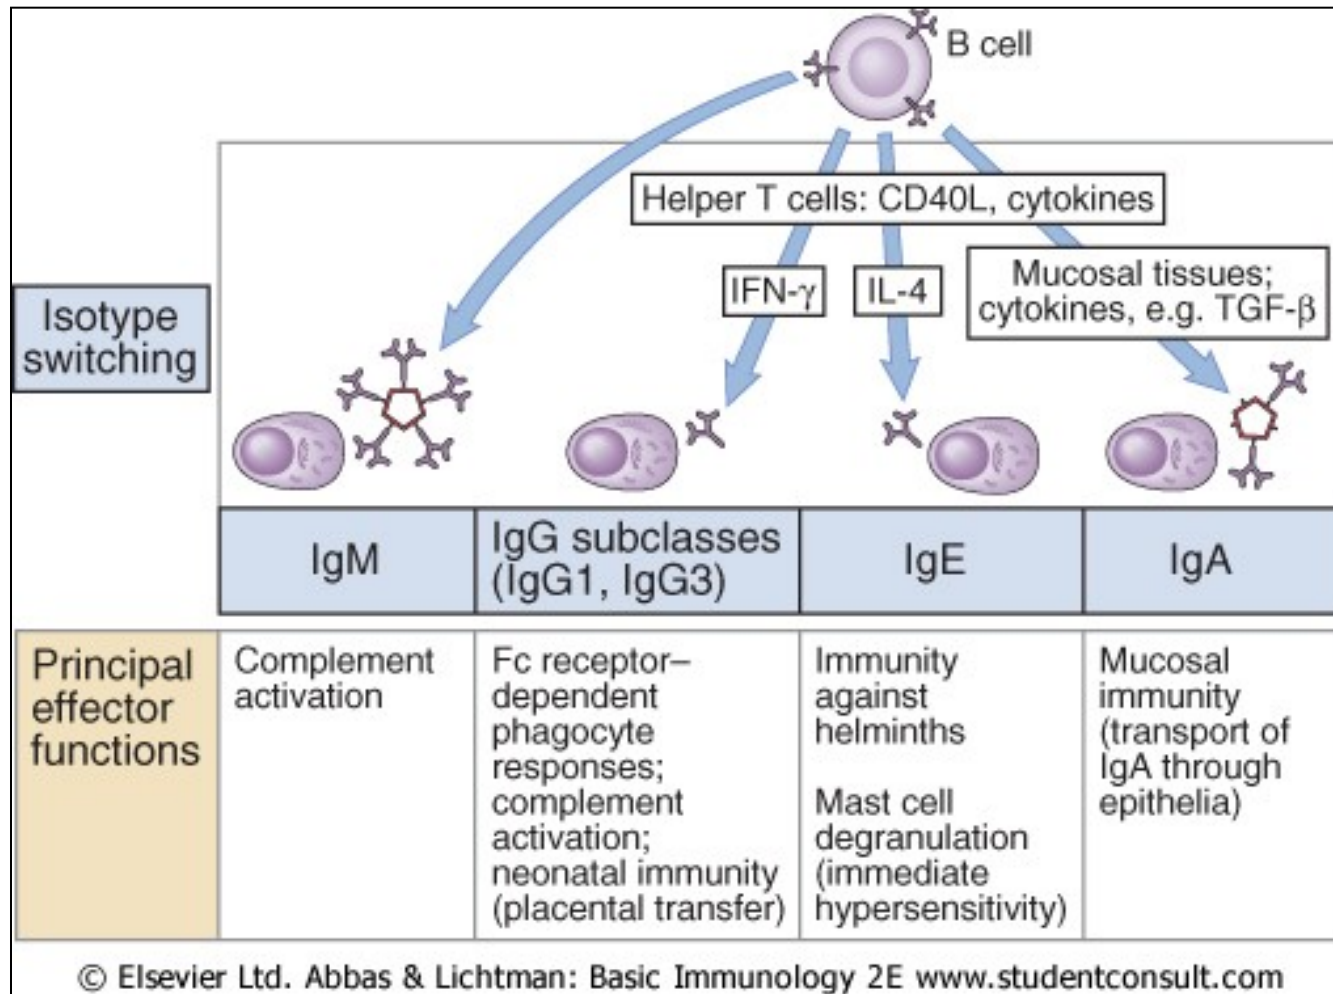 B cell
Helper T cells: CD40L, cytokines
IFN-γ
IL-4
Mucosal tissues;
cytokines, e.g. TGF-β
Isotype
switching
IgM
IgG subclasses
(IgG1, IgG3)
IgE
IgA
Principal
effector
functions
Complement
activation
Fc receptor–
dependent
phagocyte
responses;
complement
activation;
neonatal immunity
(placental transfer)
Immunity
against
helminths
Mast cell
degranulation
(immediate
hypersensitivity)
Mucosal
immunity
(transport of
IgA through
epithelia)
© Elsevier Ltd. Abbas & Lichtman: Basic Immunology 2E www.studentconsult.com